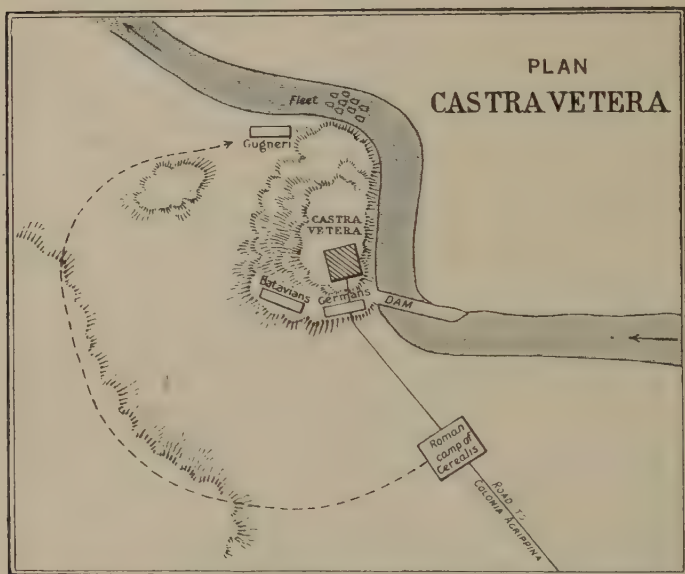 PLAN
CASTRA VETERA
Fleet
Gugneri
CASTRA
VETERA
Batavians
Germans
DAM
Roman
camp of
Cerealis
ROAD TO
COLONIA AGRIPPINA